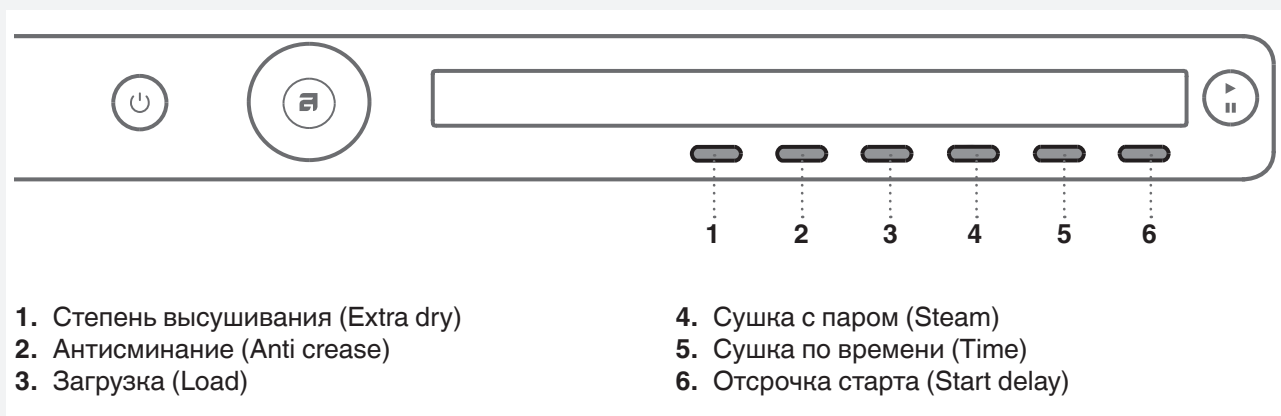 1 2 3 4 5 6
1. Степень высушивания (Extra dry)
2. Антисминание (Anti crease)
3. Загрузка (Load)
4. Сушка с паром (Steam)
5. Сушка по времени (Time)
6. Отсрочка старта (Start delay)